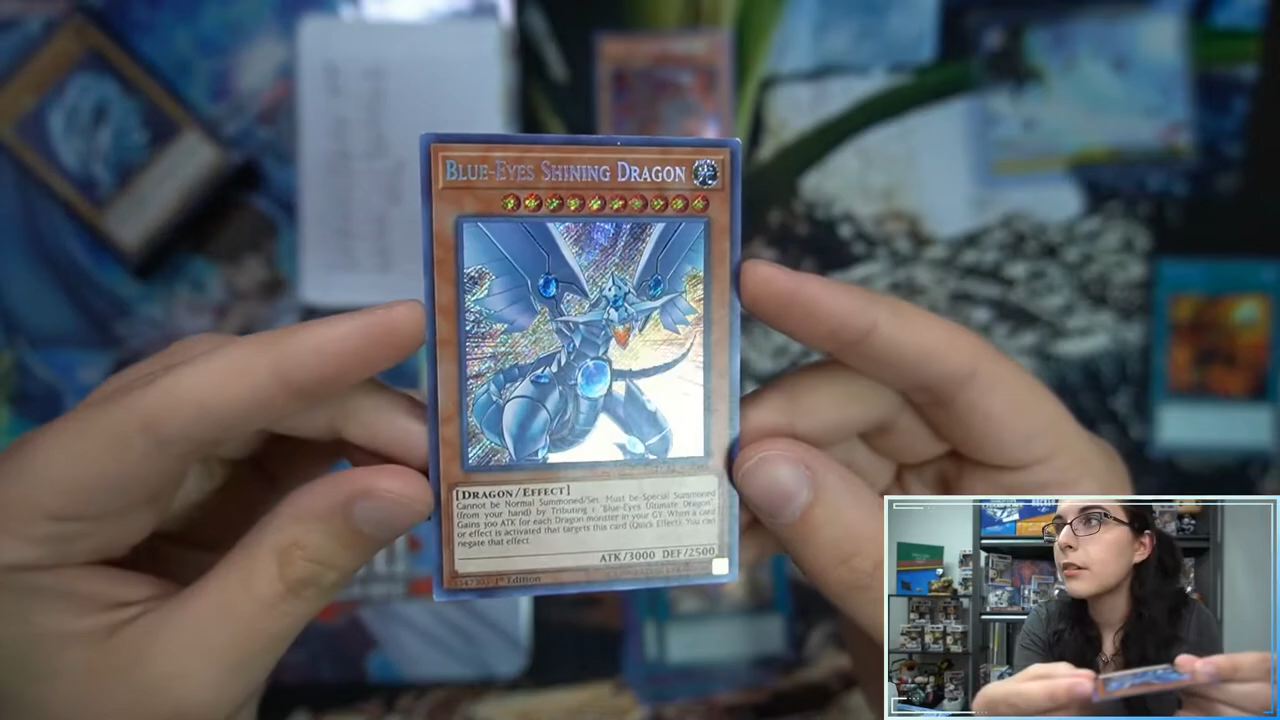 BLUE-EYES SHINING DRAGON
[DRAGON/EFFECT]
Cannot be Normal Summoned/Set. Must be Special Summoned
(from your hand) by Tributing 1 "Blue-Eyes Ultimate Dragon".
Gains 300 ATK for each Dragon monster in your GY. When a card
or effect is activated that targets this card (Quick Effect): You can
negate that effect.
ATK/3000 DEF/2500
1st Edition